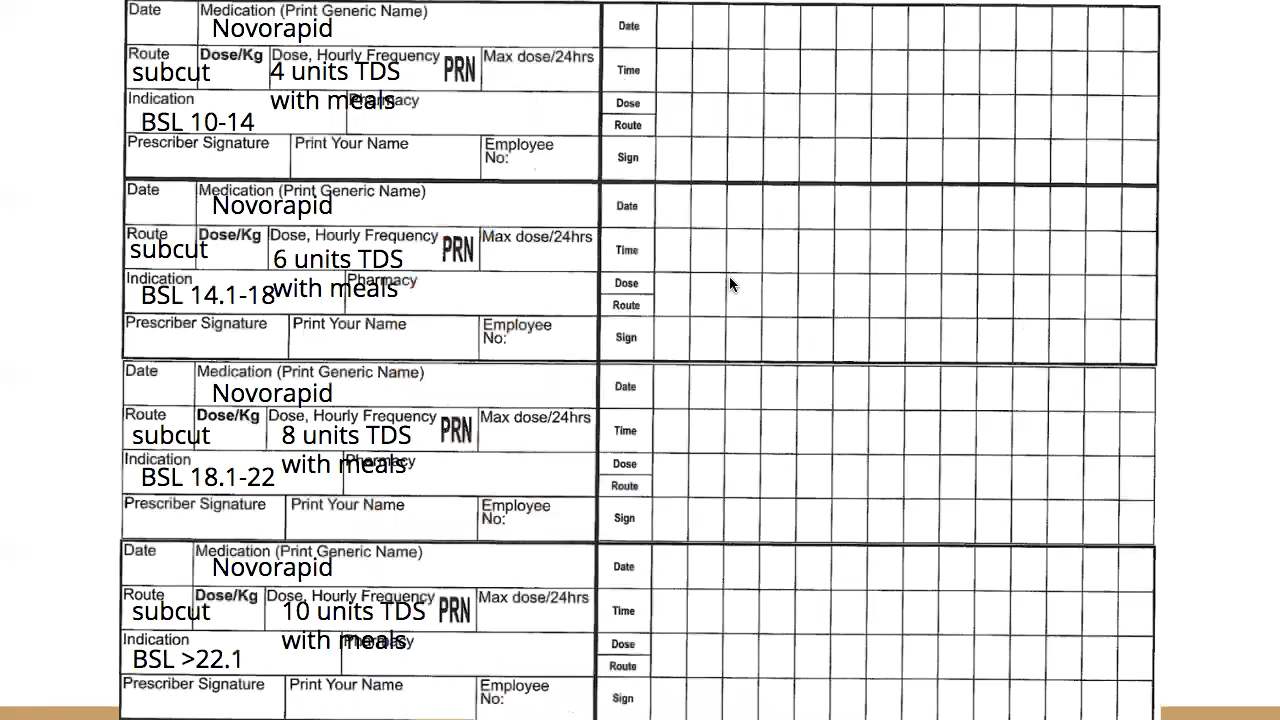 Date Medication (Print Generic Name) Date
Novorapid
Route Dose/Kg Dose, Hourly Frequency PRN Max dose/24hrs Time
subcut 4 units TDS
with meals
Indication Pharmacy Dose
BSL 10-14 Route
Prescriber Signature Print Your Name Employee No: Sign
Date Medication (Print Generic Name) Date
Novorapid
Route Dose/Kg Dose, Hourly Frequency PRN Max dose/24hrs Time
subcut 6 units TDS
with meals
Indication Pharmacy Dose
BSL 14.1-18 Route
Prescriber Signature Print Your Name Employee No: Sign
Date Medication (Print Generic Name) Date
Novorapid
Route Dose/Kg Dose, Hourly Frequency PRN Max dose/24hrs Time
subcut 8 units TDS
with meals
Indication Pharmacy Dose
BSL 18.1-22 Route
Prescriber Signature Print Your Name Employee No: Sign
Date Medication (Print Generic Name) Date
Novorapid
Route Dose/Kg Dose, Hourly Frequency PRN Max dose/24hrs Time
subcut 10 units TDS
with meals
Indication Pharmacy Dose
BSL >22.1 Route
Prescriber Signature Print Your Name Employee No: Sign